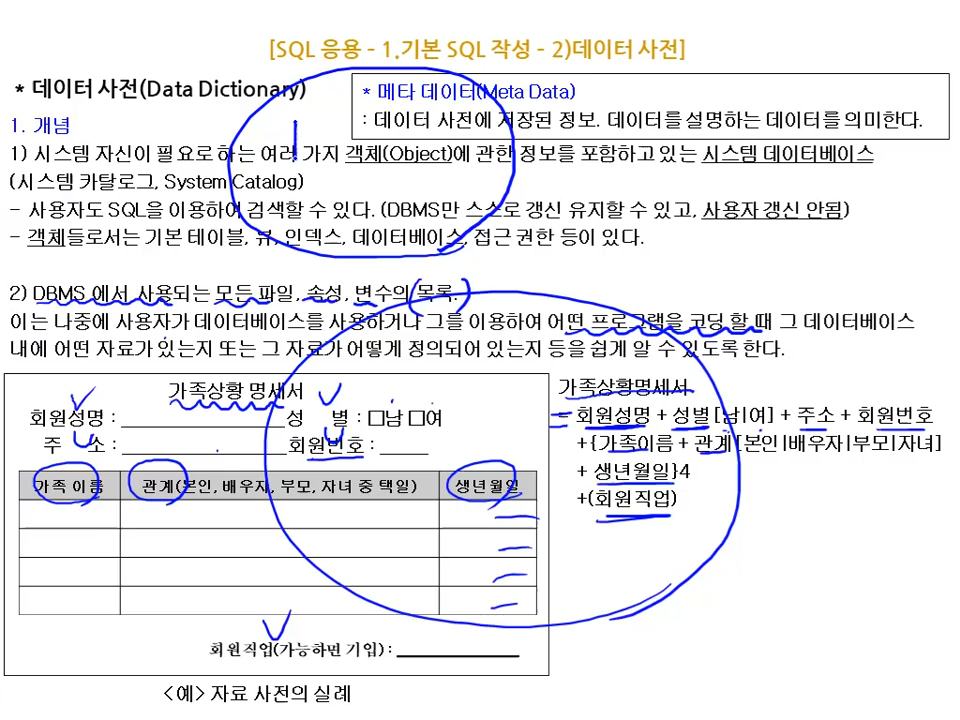 [SQL 응용 - 1.기본 SQL 작성 - 2)데이터 사전]
* 데이터 사전(Data Dictionary)
* 메타 데이터(Meta Data)
: 데이터 사전에 저장된 정보. 데이터를 설명하는 데이터를 의미한다.
1. 개념
1) 시스템 자신이 필요로 하는 여러 가지 객체(Object)에 관한 정보를 포함하고 있는 시스템 데이터베이스
(시스템 카탈로그, System Catalog)
- 사용자도 SQL을 이용하여 검색할 수 있다. (DBMS만 스스로 갱신 유지할 수 있고, 사용자 갱신 안됨)
- 객체들로서는 기본 테이블, 뷰, 인덱스, 데이터베이스, 접근 권한 등이 있다.
2) DBMS 에서 사용되는 모든 파일, 속성, 변수의 목록.
이는 나중에 사용자가 데이터베이스를 사용하거나 그를 이용하여 어떤 프로그램을 코딩 할 때 그 데이터베이스
내에 어떤 자료가 있는지 또는 그 자료가 어떻게 정의되어 있는지 등을 쉽게 알 수 있도록 한다.
가족상황 명세서
회원성명 : 성 별 : □남 □여
주 소 : 회원번호 :
가족 이름 관계(본인, 배우자, 부모, 자녀 중 택일) 생년월일
회원직업(가능하면 기입) :
<예> 자료 사전의 실례
가족상황명세서
= 회원성명 + 성별[남|여] + 주소 + 회원번호
+{가족이름 + 관계[본인|배우자|부모|자녀]
+ 생년월일}4
+(회원직업)